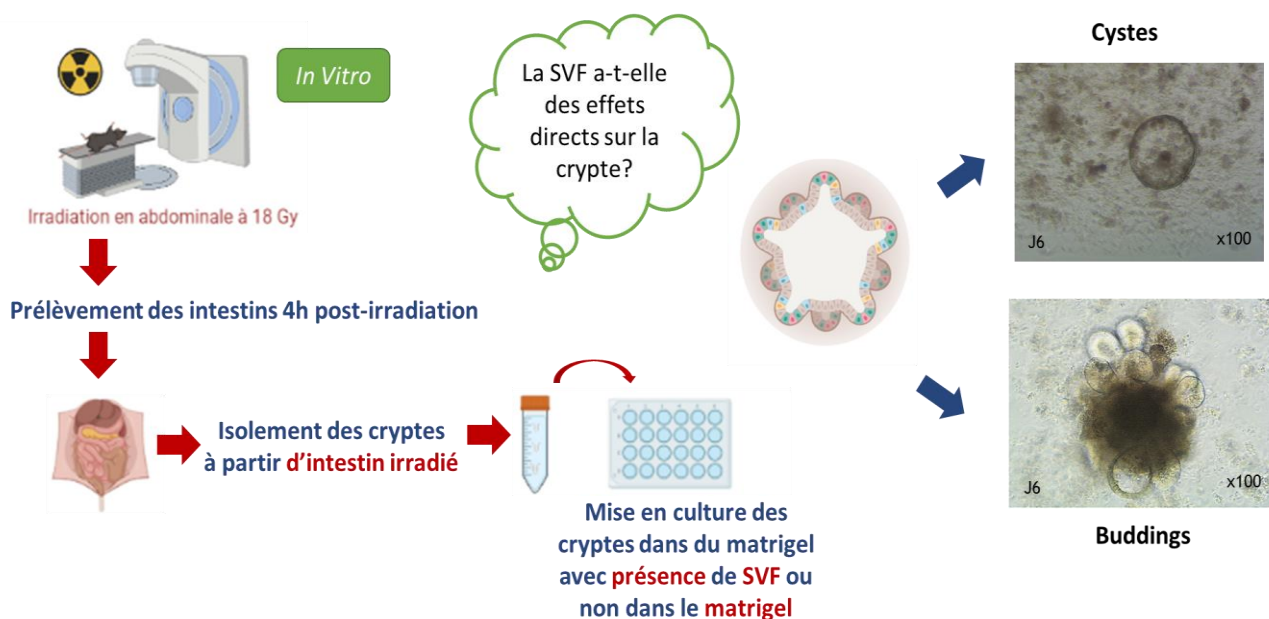 In Vitro
Irradiation en abdominale à 18 Gy
Prélèvement des intestins 4h post-irradiation
Isolement des cryptes
à partir d'intestin irradié
La SVF a-t-elle
des effets
directs sur la
crypte?
Mise en culture des
cryptes dans du matrigel
avec présence de SVF ou
non dans le matrigel
Cystes
J6 x100
J6 x100
Buddings